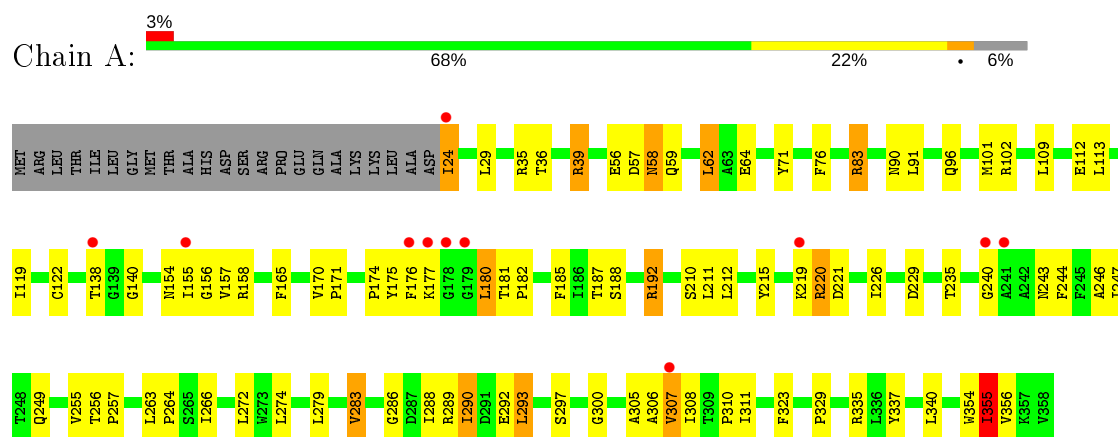 3%
Chain A:
68% 22% • 6%
MET ARG LEU THR ILE LEU GLY MET THR ALA HIS ASP SER ARG PRO GLU GLN ALA LYS LYS LEU ALA ASP I24 L29 R35 T36 R39 E56 D57 N58 Q59 L62 A63 E64 Y71 F76 R83 N90 L91 Q96 M101 R102 L109 E112 L113
I119 C122 T138 G139 G140 N154 I155 G156 V157 R158 F165 V170 P171 P174 Y175 F176 K177 G178 G179 L180 T181 P182 F185 I186 T187 S188 R192 S210 L211 L212 Y215 K219 R220 D221 I226 D229 T235 G240 A241 A242 N243 F244 F245 A246 I247
T248 Q249 V255 T256 P257 L263 P264 S265 I266 L272 W273 L274 L279 V283 G286 D287 I288 R289 I290 D291 E292 L293 S297 G300 A305 A306 V307 I308 T309 P310 I311 F323 P329 R335 L336 Y337 L340 W354 I355 V356 K357 V358